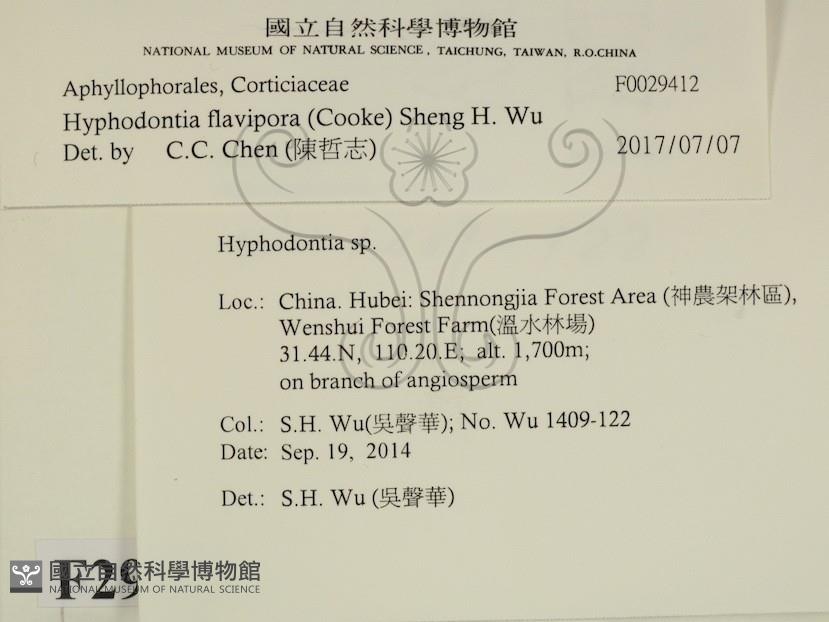 國立自然科學博物館
NATIONAL MUSEUM OF NATURAL SCIENCE, TAICHUNG, TAIWAN, R.O.CHINA
Aphyllophorales, Corticiaceae F0029412
Hyphodontia flavipora (Cooke) Sheng H. Wu
Det. by C.C. Chen (陳哲志) 2017/07/07
Hyphodontia sp.
Loc.: China. Hubei: Shennongjia Forest Area (神農架林區),
Wenshui Forest Farm(溫水林場)
31.44.N, 110.20.E; alt. 1,700m;
on branch of angiosperm
Col.: S.H. Wu(吳聲華); No. Wu 1409-122
Date: Sep. 19, 2014
Det.: S.H. Wu (吳聲華)
F29
國立自然科學博物館
NATIONAL MUSEUM OF NATURAL SCIENCE